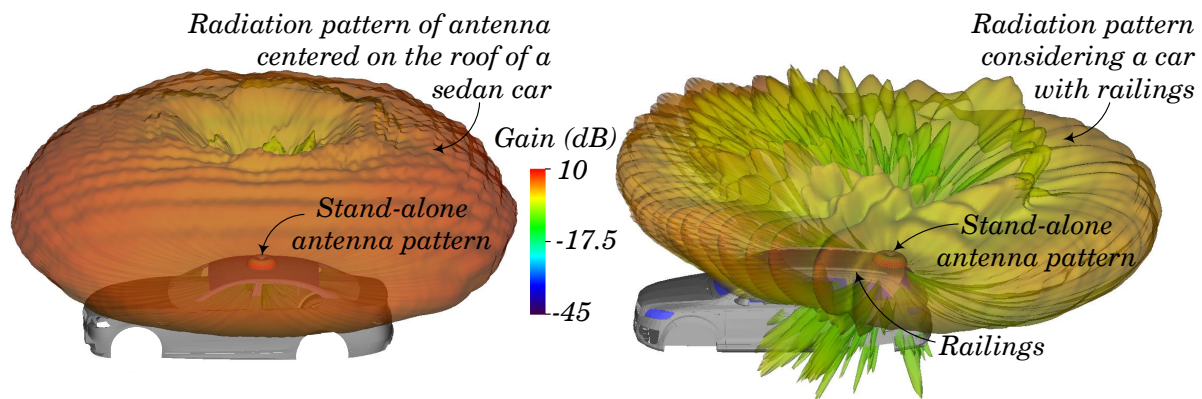 Radiation pattern of antenna
centered on the roof of a
sedan car
Gain (dB)
10
-17.5
-45
Stand-alone
antenna pattern
Radiation pattern
considering a car
with railings
Stand-alone
antenna pattern
Railings